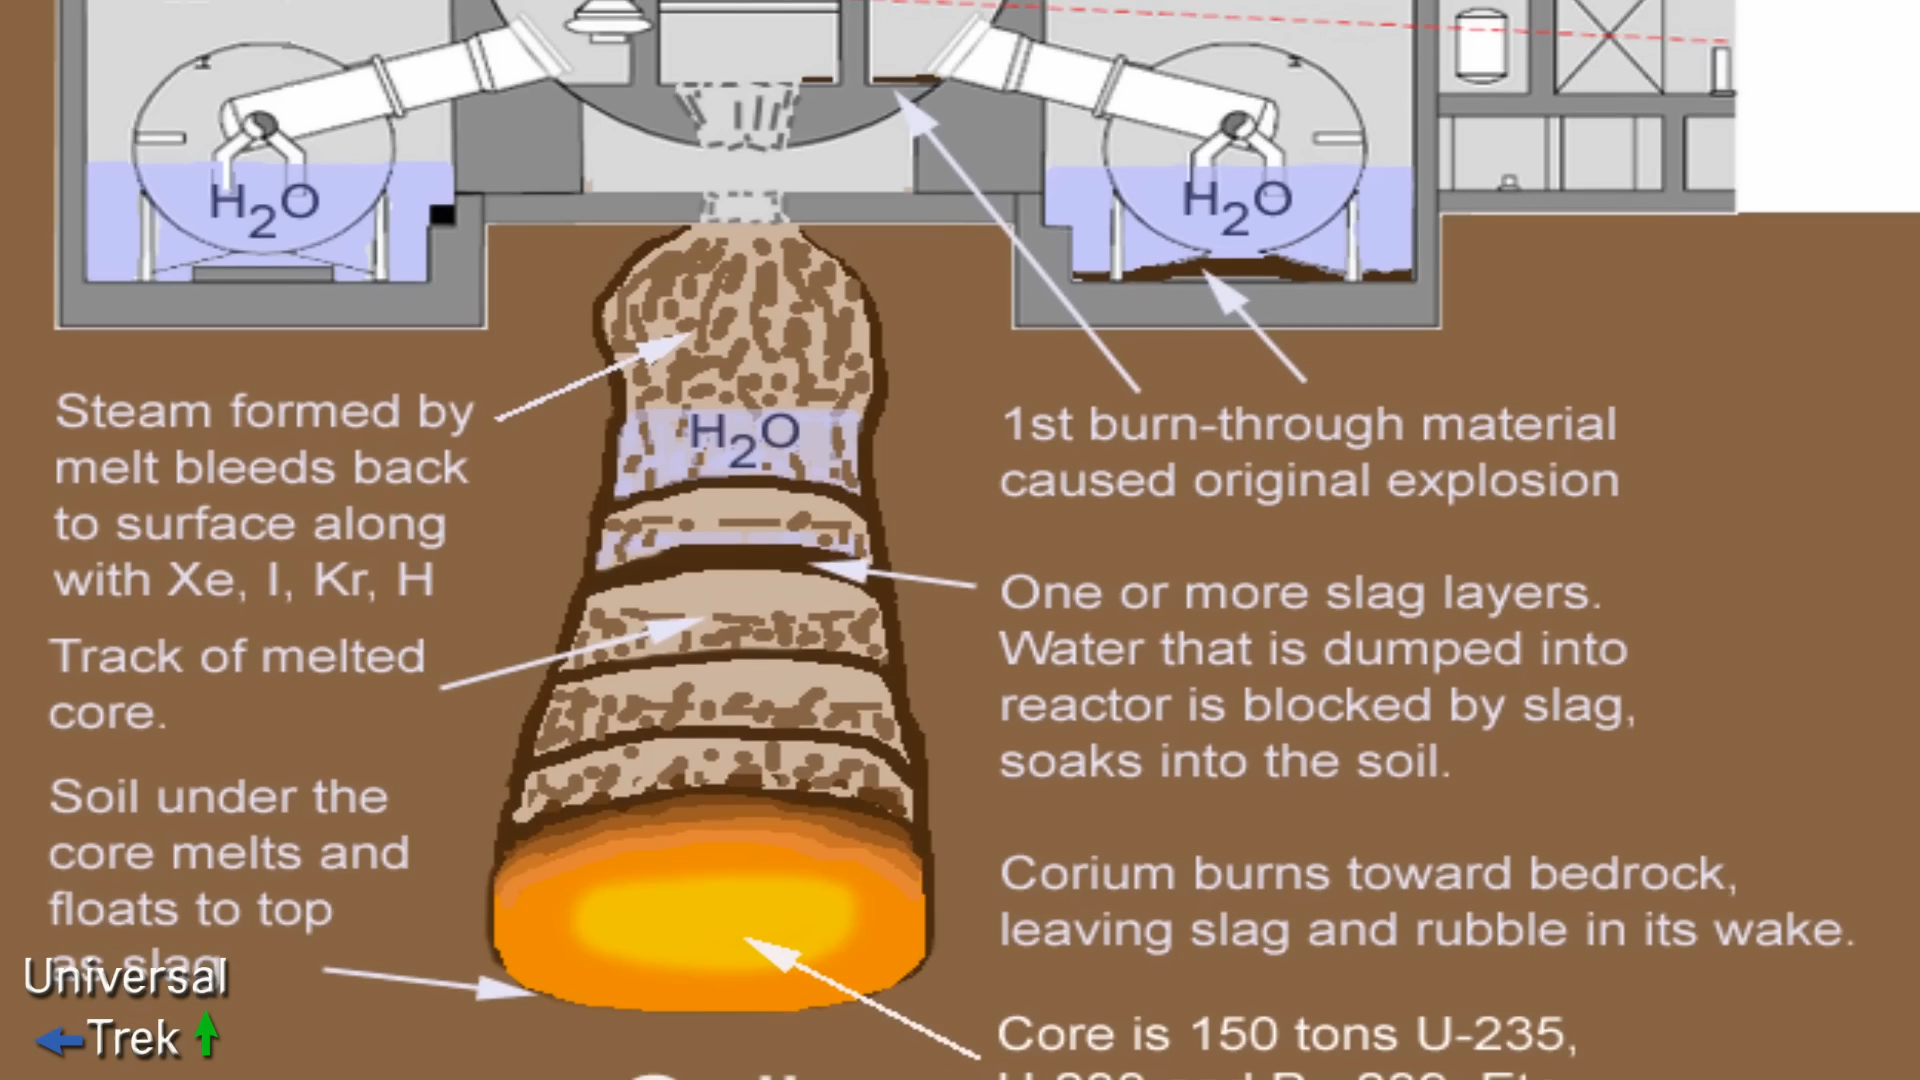 H2O
H2O
Steam formed by
melt bleeds back
to surface along
with Xe, I, Kr, H
H2O
1st burn-through material
caused original explosion
One or more slag layers.
Water that is dumped into
reactor is blocked by slag,
soaks into the soil.
Track of melted
core.
Soil under the
core melts and
floats to top
as slag
Corium burns toward bedrock,
leaving slag and rubble in its wake.
Core is 150 tons U-235,
Universal
Trek